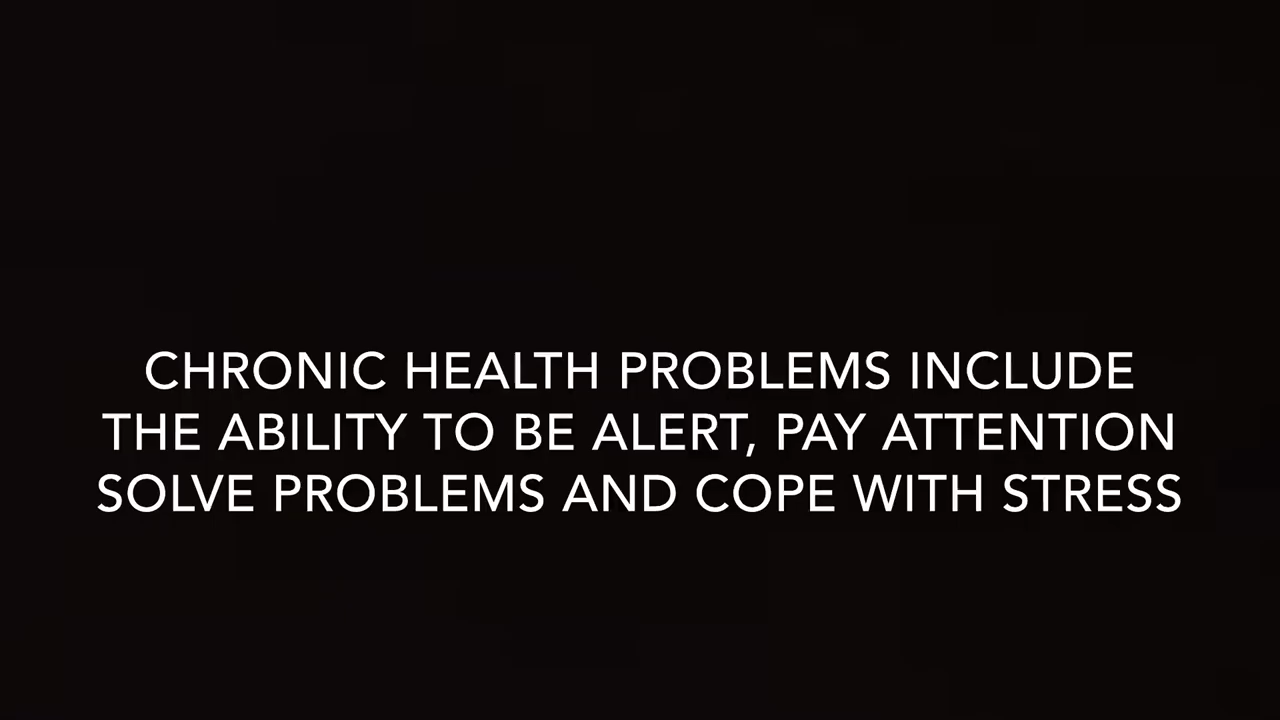 CHRONIC HEALTH PROBLEMS INCLUDE
THE ABILITY TO BE ALERT, PAY ATTENTION
SOLVE PROBLEMS AND COPE WITH STRESS